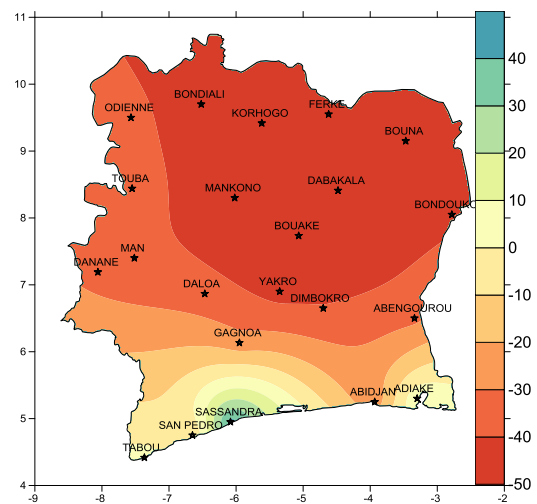 11
10
9
8
7
6
5
4
-9
-8
-7
-6
-5
-4
-3
-2
ODIENNE
BONDIALI
KORHOGO
FERKE
BOUNA
TOUBA
MANKONO
DABAKALA
BONDOUKO
BOUAKE
MAN
DANANE
DALOA
YAKRO
DIMBOKRO
ABENGOUROU
GAGNOA
ABIDJAN
ADIAKE
SASSANDRA
SAN PEDRO
TABOU
40
30
20
10
0
-10
-20
-30
-40
-50